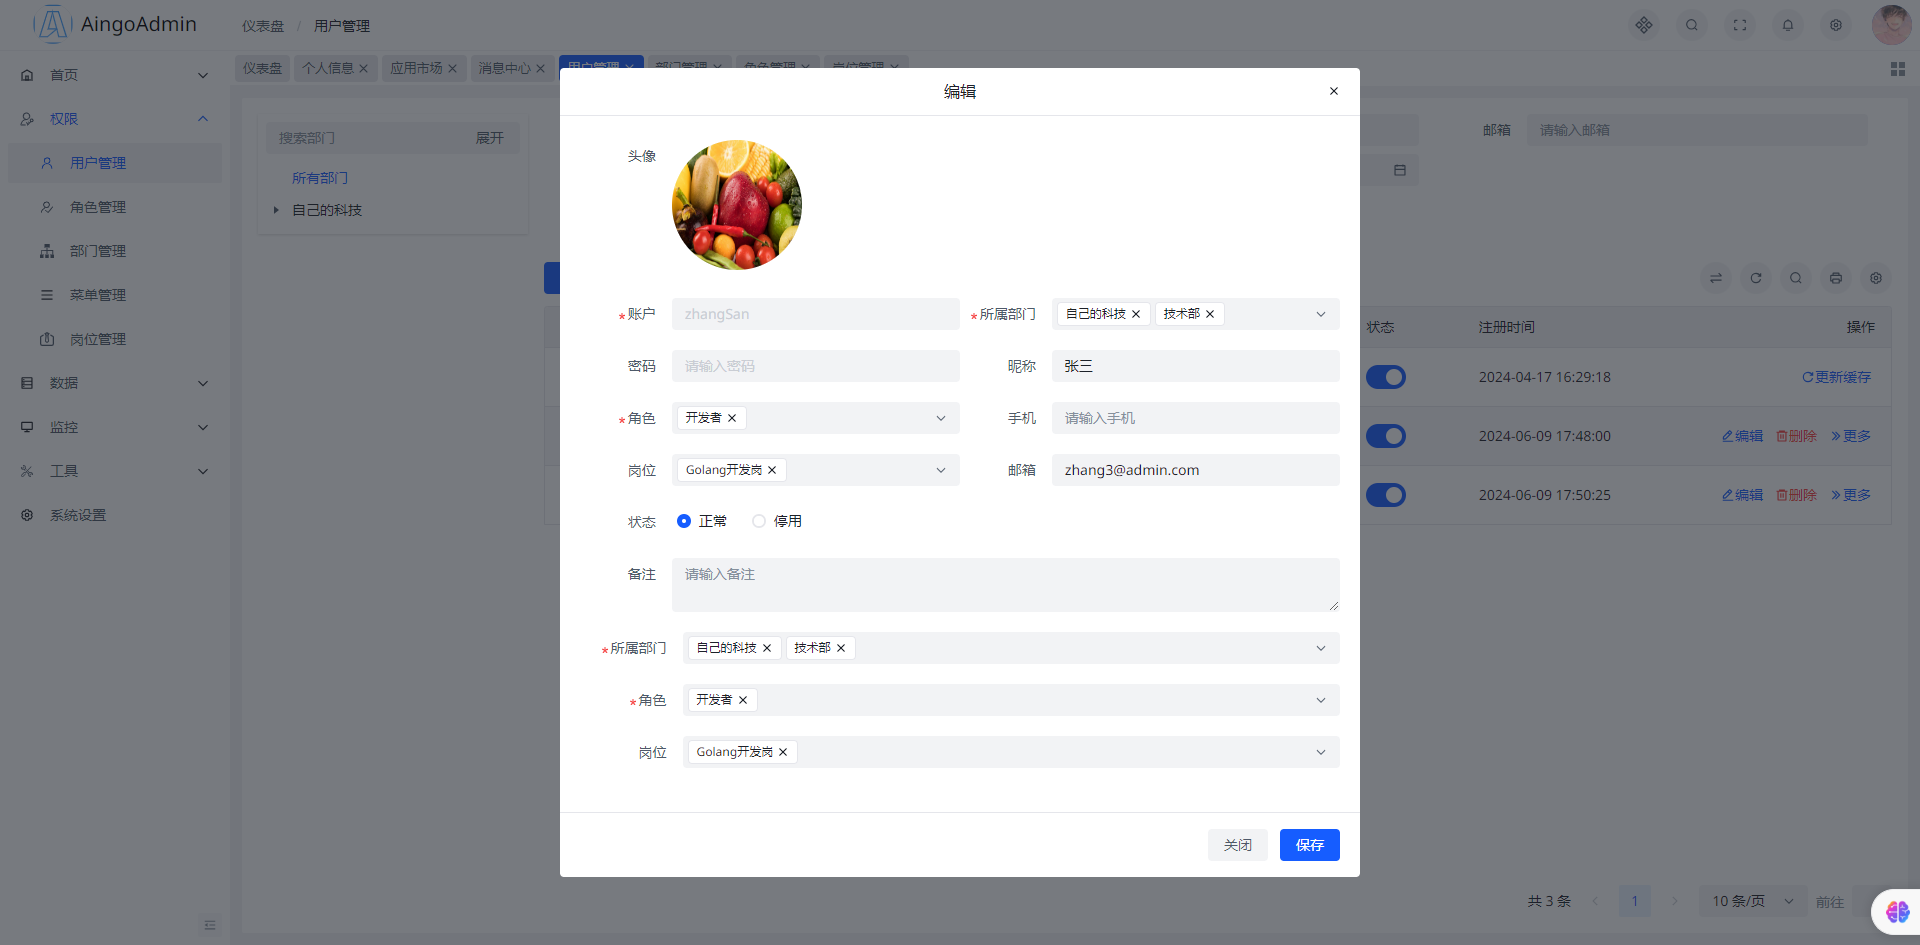 AingoAdmin
仪表盘 / 用户管理
仪表盘 个人信息 应用市场 消息中心 用户管理 部门管理 角色管理 岗位管理
首页
权限
用户管理
角色管理
部门管理
菜单管理
岗位管理
数据
监控
工具
系统设置
搜索部门 展开
所有部门
自己的科技
邮箱 请输入邮箱
编辑
头像
*账户 zhangSan *所属部门 自己的科技 技术部
密码 请输入密码 昵称 张三
*角色 开发者 手机 请输入手机
岗位 Golang开发岗 邮箱 zhang3@admin.com
状态 正常 停用
备注 请输入备注
*所属部门 自己的科技 技术部
*角色 开发者
岗位 Golang开发岗
关闭 保存
状态 注册时间 操作
2024-04-17 16:29:18 更新缓存
2024-06-09 17:48:00 编辑 删除 更多
2024-06-09 17:50:25 编辑 删除 更多
共 3 条 1 10 条/页 前往